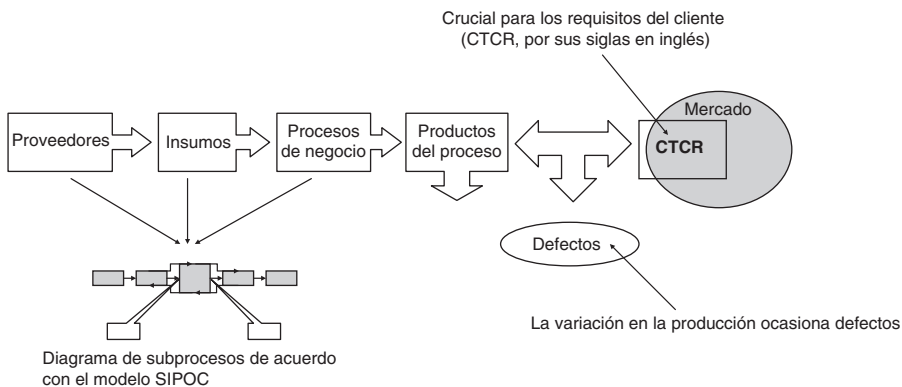 Crucial para los requisitos del cliente
(CTCR, por sus siglas en inglés)
Mercado
Proveedores
Insumos
Procesos
de negocio
Productos
del proceso
CTCR
Defectos
La variación en la producción ocasiona defectos
Diagrama de subprocesos de acuerdo
con el modelo SIPOC